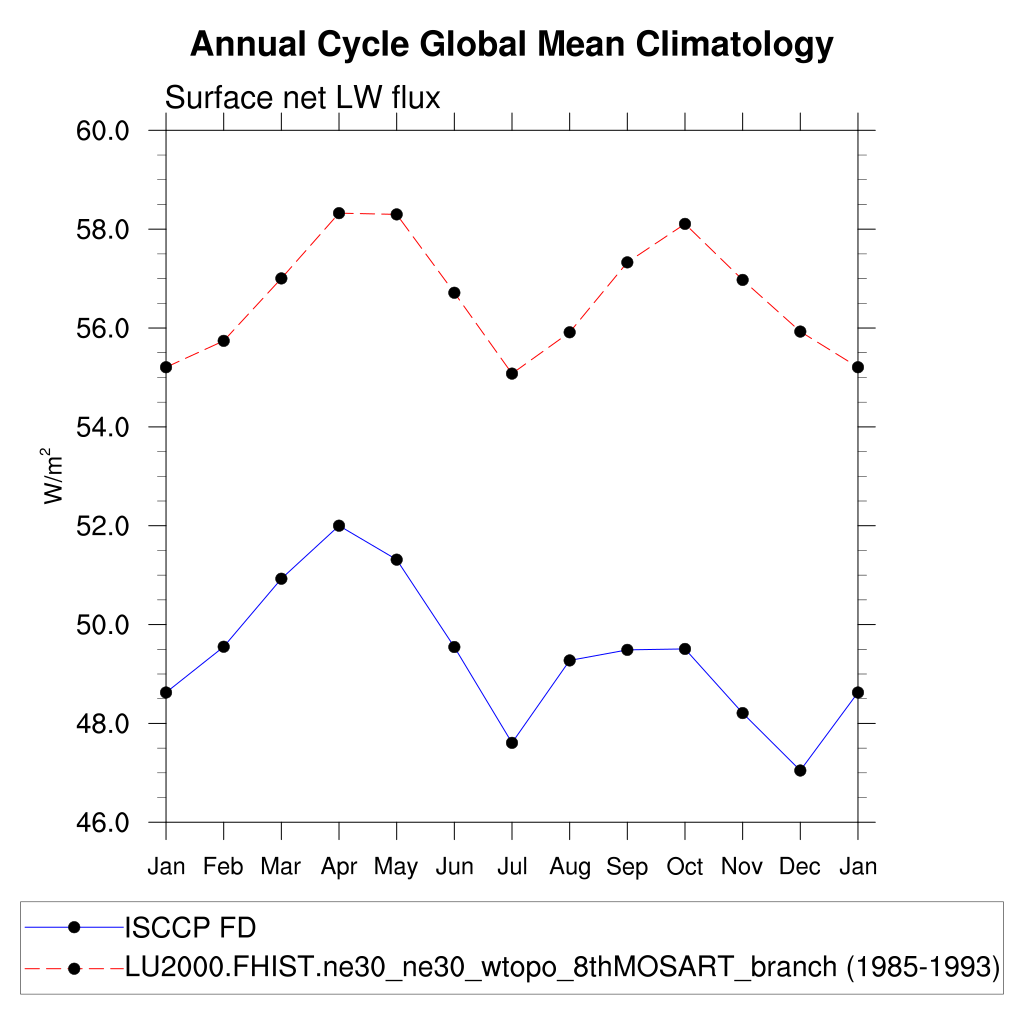 Annual Cycle Global Mean Climatology
Surface net LW flux
60.0
58.0
56.0
54.0
52.0
50.0
48.0
46.0
W/m²
Jan Feb Mar Apr May Jun Jul Aug Sep Oct Nov Dec Jan
ISCCP FD
LU2000.FHIST.ne30_ne30_wtopo_8thMOSART_branch (1985-1993)